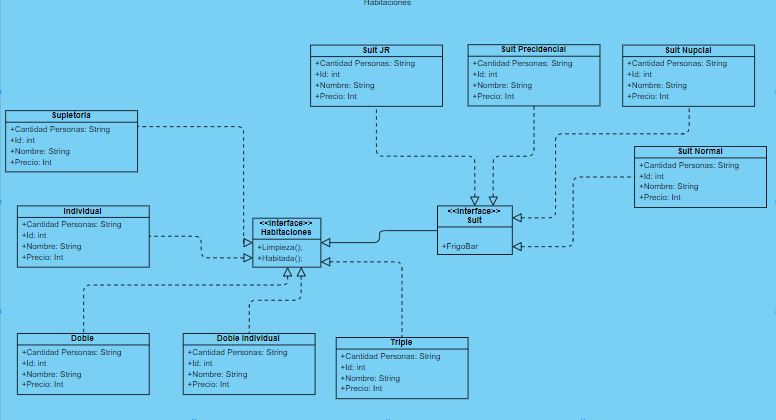 Habitaciones
Suit JR
+Cantidad Personas: String
+Id: int
+Nombre: String
+Precio: Int
Suit Precidencial
+Cantidad Personas: String
+Id: int
+Nombre: String
+Precio: Int
Suit Nupcial
+Cantidad Personas: String
+Id: int
+Nombre: String
+Precio: Int
Supletoria
+Cantidad Personas: String
+Id: int
+Nombre: String
+Precio: Int
Suit Normal
+Cantidad Personas: String
+Id: int
+Nombre: String
+Precio: Int
Individual
+Cantidad Personas: String
+Id: int
+Nombre: String
+Precio: Int
<<Interface>>
Habitaciones
+Limpieza();
+Habitada();
<<Interface>>
Suit
+FrigoBar
Doble
+Cantidad Personas: String
+Id: int
+Nombre: String
+Precio: Int
Doble Individual
+Cantidad Personas: String
+Id: int
+Nombre: String
+Precio: Int
Triple
+Cantidad Personas: String
+Id: int
+Nombre: String
+Precio: Int